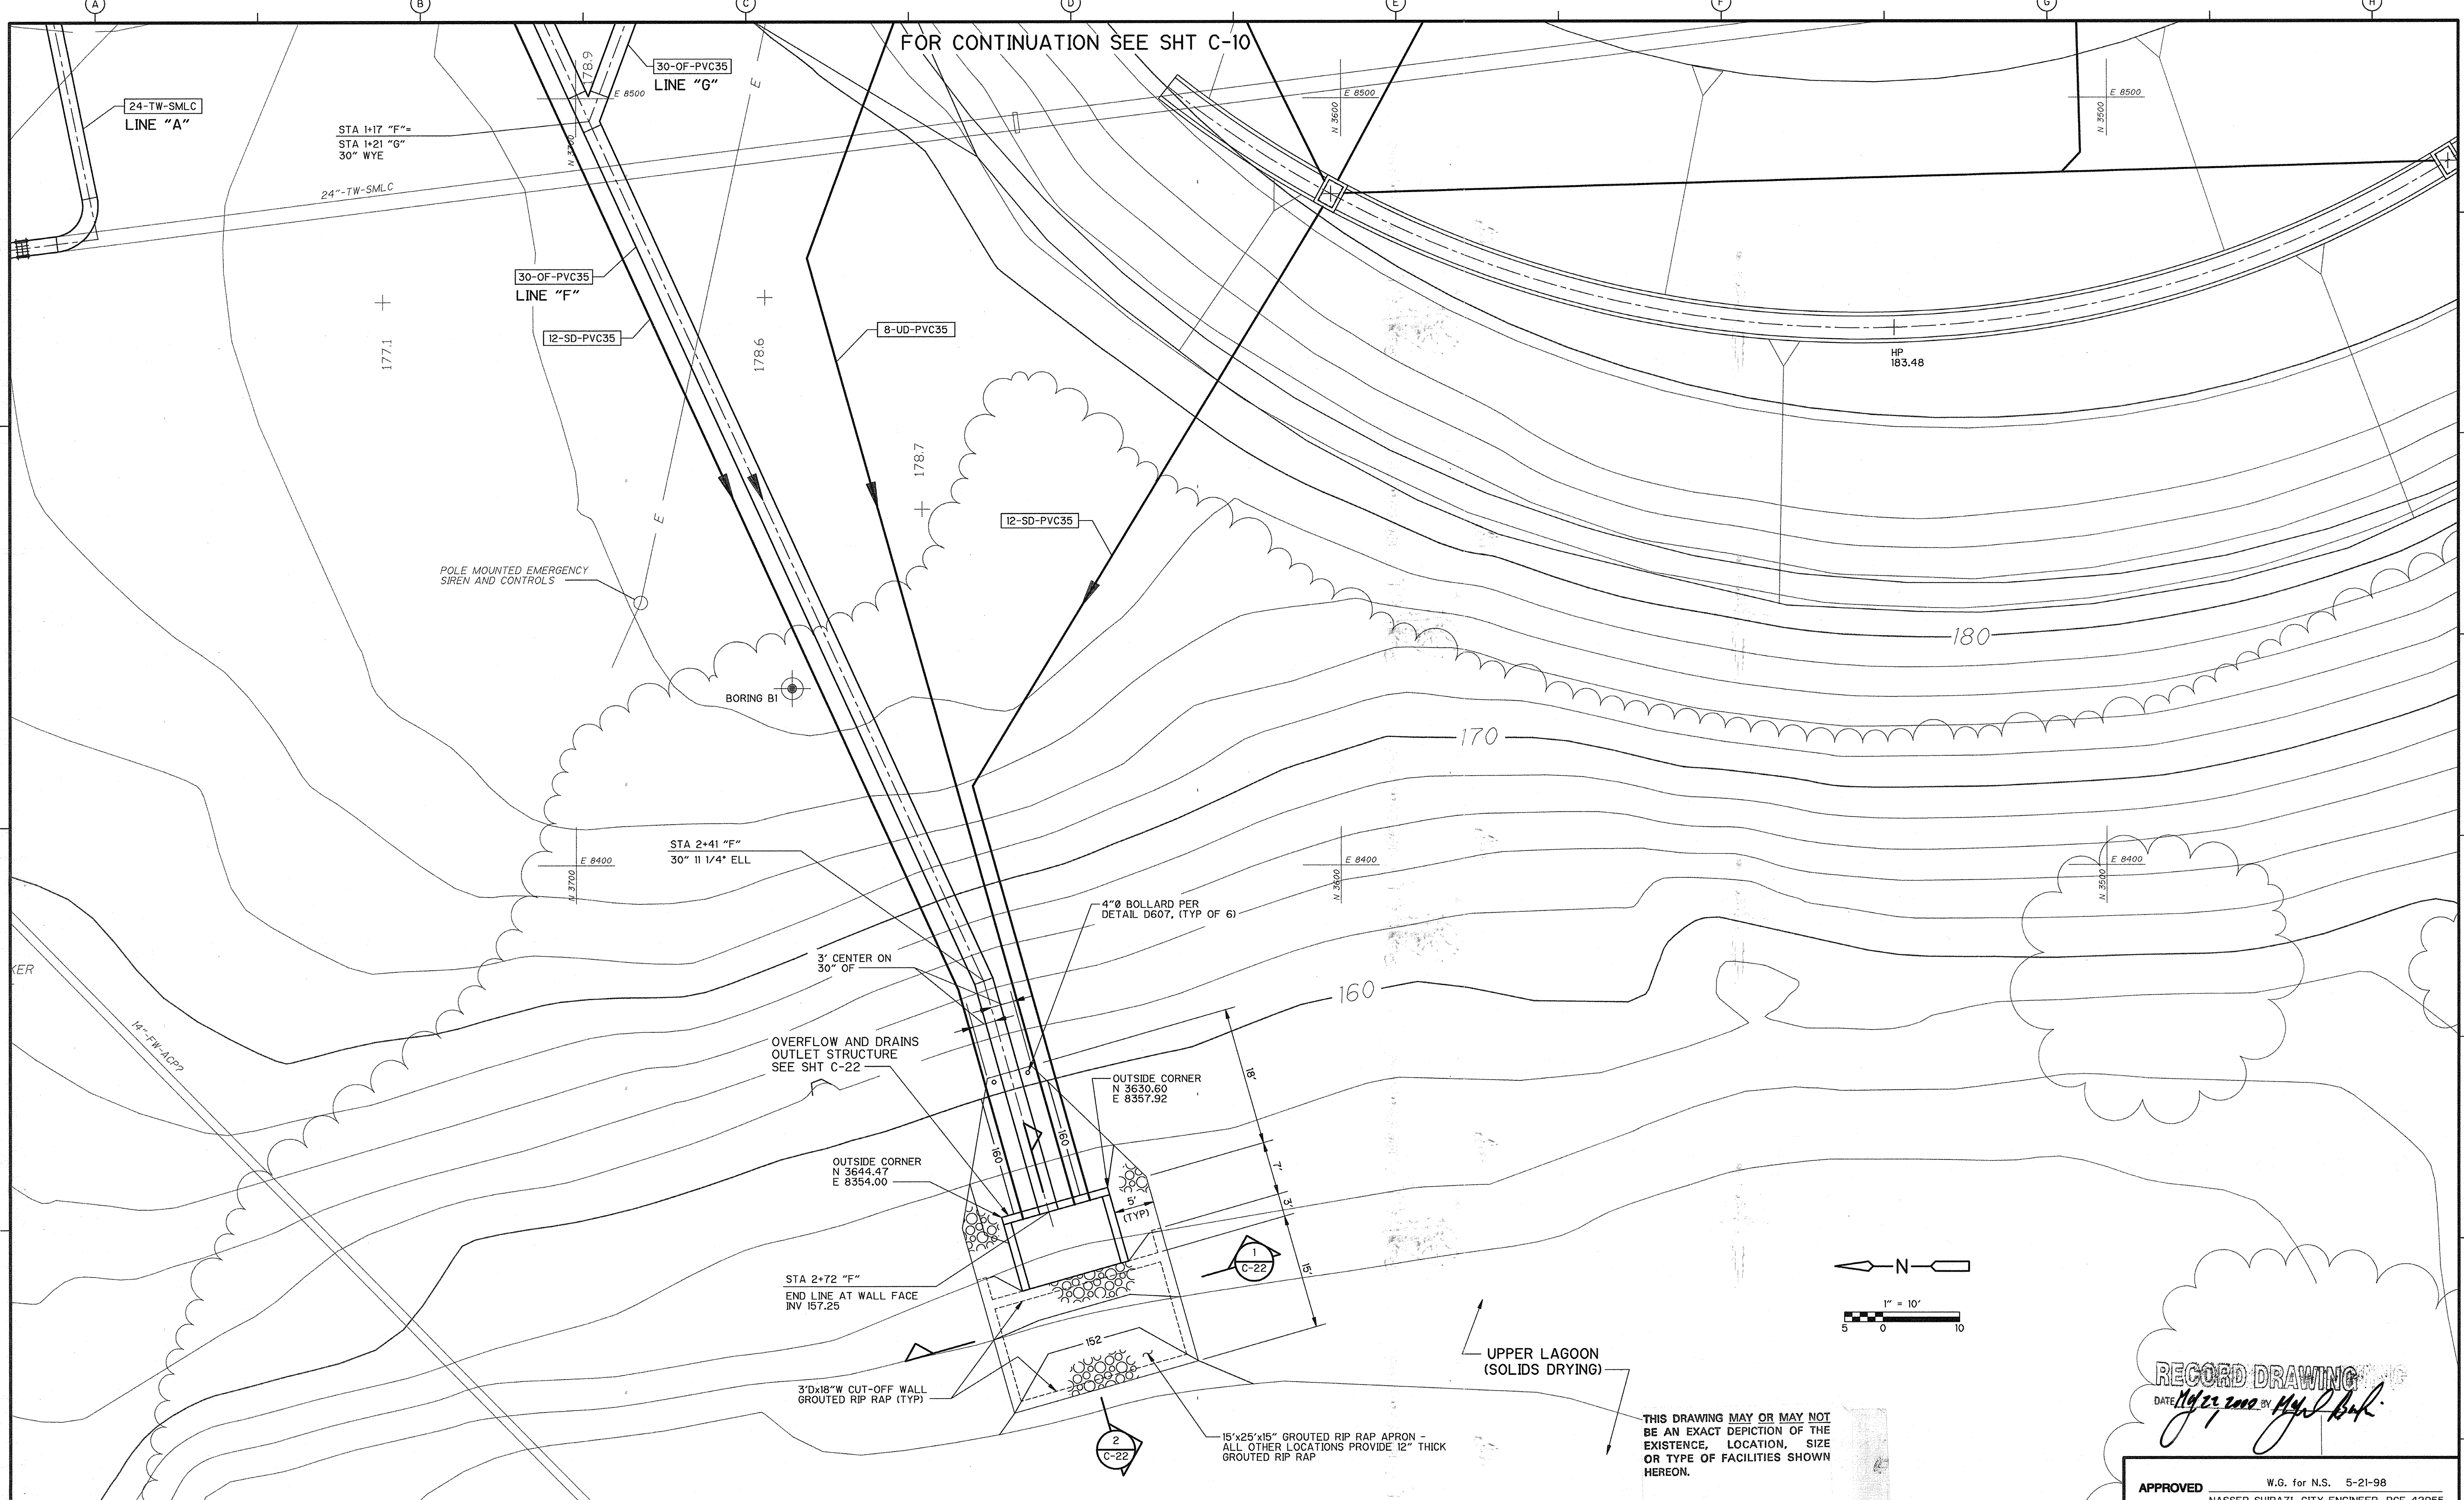 A
B
C
D
E
F
G
H
FOR CONTINUATION SEE SHT C-10
24-TW-SMLC
LINE "A"
30-OF-PVC35
LINE "G"
178.9
E 8500
N 3700
STA 1+17 "F"=
STA 1+21 "G"
30" WYE
24"-TW-SMLC
E
E 8500
N 3600
E 8500
N 3500
30-OF-PVC35
LINE "F"
12-SD-PVC35
177.1
178.6
8-UD-PVC35
HP
183.48
178.7
12-SD-PVC35
E
POLE MOUNTED EMERGENCY
SIREN AND CONTROLS
180
BORING B1
170
STA 2+41 "F"
30" 11 1/4° ELL
E 8400
N 3700
E 8400
N 3600
E 8400
N 3500
4"Ø BOLLARD PER
DETAIL D607, (TYP OF 6)
3' CENTER ON
30" OF
160
14"-FW-ACP?
OVERFLOW AND DRAINS
OUTLET STRUCTURE
SEE SHT C-22
OUTSIDE CORNER
N 3630.60
E 8357.92
18'
160
160
OUTSIDE CORNER
N 3644.47
E 8354.00
7'
3'
5'
(TYP)
15'
1
C-22
STA 2+72 "F"
END LINE AT WALL FACE
INV 157.25
N
1" = 10'
5 0 10
152
UPPER LAGOON
(SOLIDS DRYING)
3'Dx18"W CUT-OFF WALL
GROUTED RIP RAP (TYP)
2
C-22
15'x25'x15" GROUTED RIP RAP APRON -
ALL OTHER LOCATIONS PROVIDE 12" THICK
GROUTED RIP RAP
THIS DRAWING MAY OR MAY NOT
BE AN EXACT DEPICTION OF THE
EXISTENCE, LOCATION, SIZE
OR TYPE OF FACILITIES SHOWN
HEREON.
RECORD DRAWING
DATE 22, 2000 BY
APPROVED W.G. for N.S. 5-21-98